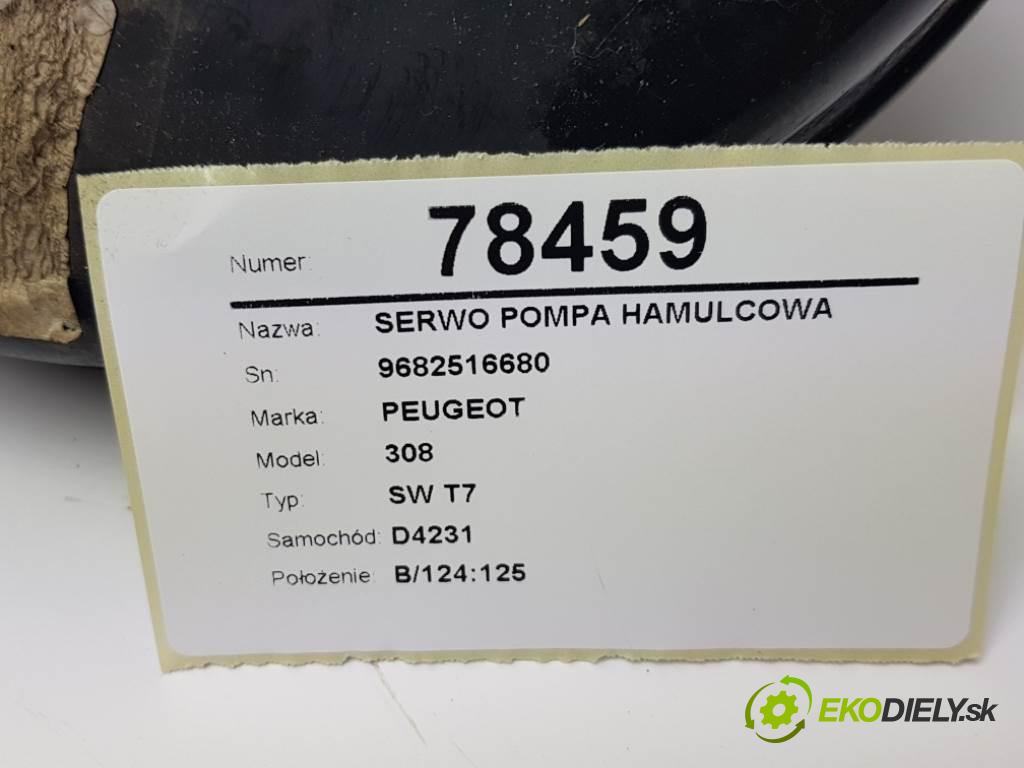 Numer: 78459
Nazwa: SERWO POMPA HAMULCOWA
Sn: 9682516680
Marka: PEUGEOT
Model: 308
Typ: SW T7
Samochód: D4231
Położenie: B/124:125
EKODIELY.sk